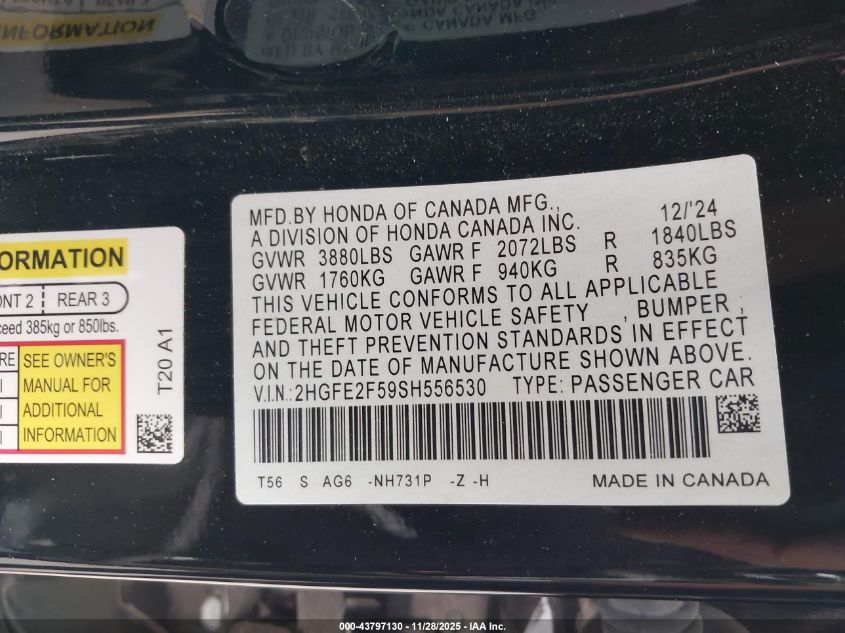 ORMATION
NT 2 | REAR 3
ceed 385kg or 850lbs.
RE SEE OWNER'S
MANUAL FOR
ADDITIONAL
INFORMATION
T20 A1
MFD.BY HONDA OF CANADA MFG., 12/'24
A DIVISION OF HONDA CANADA INC.
GVWR 3880LBS GAWR F 2072LBS R 1840LBS
GVWR 1760KG GAWR F 940KG R 835KG
THIS VEHICLE CONFORMS TO ALL APPLICABLE
FEDERAL MOTOR VEHICLE SAFETY , BUMPER ,
AND THEFT PREVENTION STANDARDS IN EFFECT
ON THE DATE OF MANUFACTURE SHOWN ABOVE.
V.I.N.:2HGFE2F59SH556530 TYPE: PASSENGER CAR
T56 S AG6 -NH731P -Z -H MADE IN CANADA
000-43797130 - 11/28/2025 - IAA Inc.